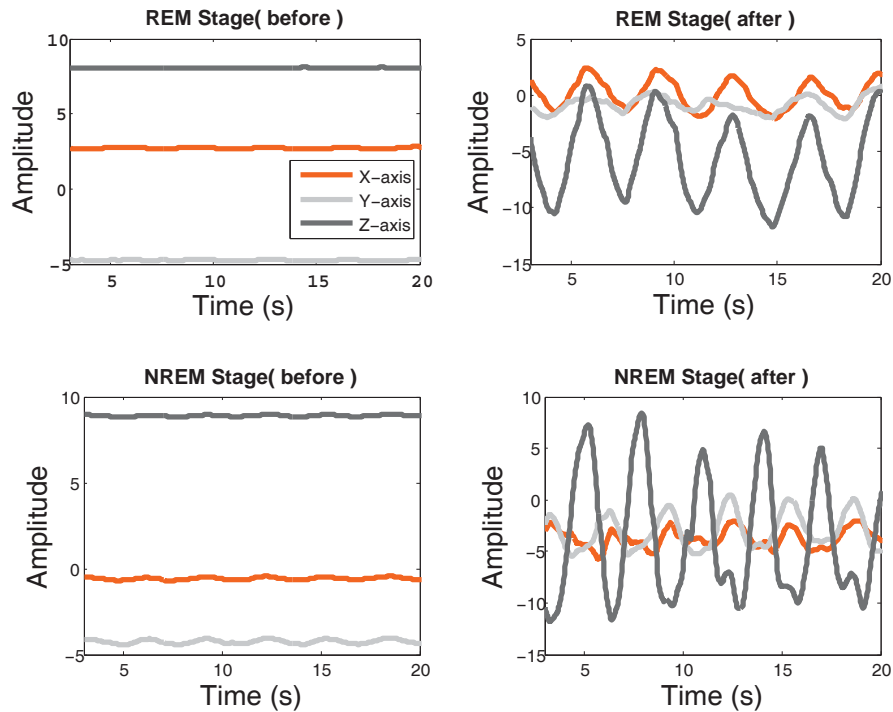 REM Stage( before )
10
5
0
−5
Amplitude
X−axis
Y−axis
Z−axis
5
10
15
20
Time (s)
REM Stage( after )
5
0
−5
−10
−15
Amplitude
5
10
15
20
Time (s)
NREM Stage( before )
10
5
0
−5
Amplitude
5
10
15
20
Time (s)
NREM Stage( after )
10
5
0
−5
−10
−15
Amplitude
5
10
15
20
Time (s)